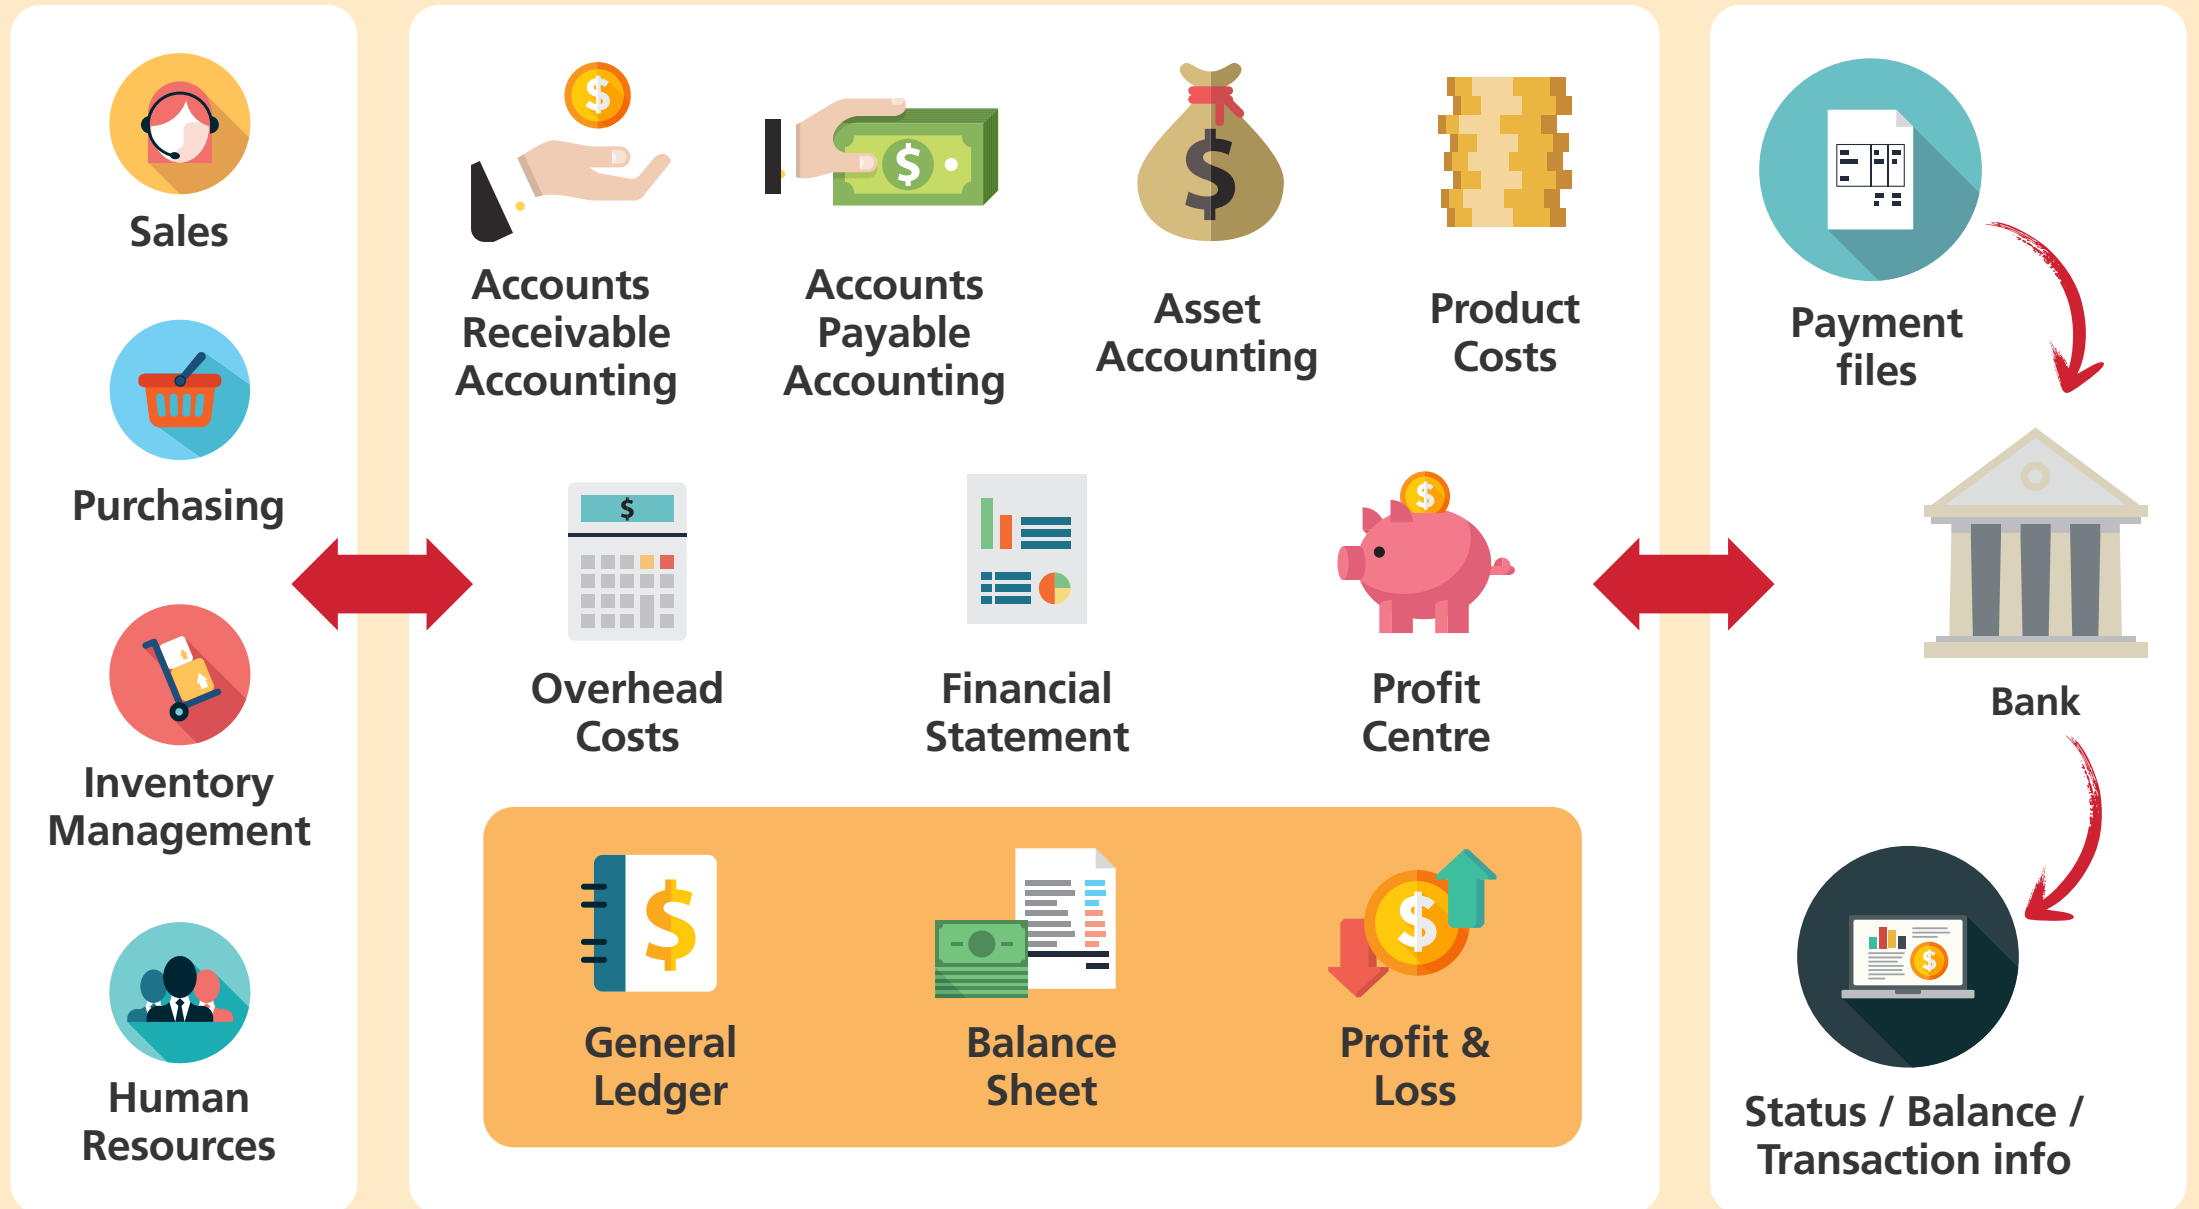 Sales
Purchasing
Inventory
Management
Human
Resources
Accounts
Receivable
Accounting
Accounts
Payable
Accounting
Asset
Accounting
Product
Costs
Overhead
Costs
Financial
Statement
Profit
Centre
General
Ledger
Balance
Sheet
Profit &
Loss
Payment
files
Bank
Status / Balance /
Transaction info